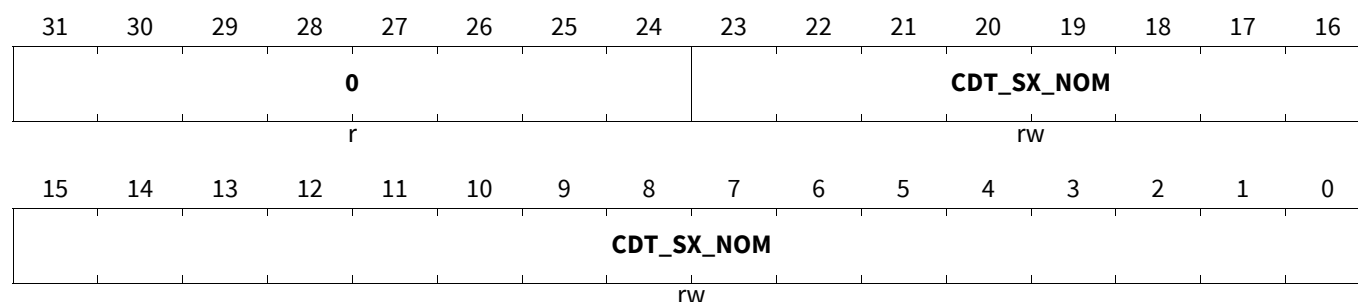 31 30 29 28 27 26 25 24 23 22 21 20 19 18 17 16
0 CDT_SX_NOM
r rw
15 14 13 12 11 10 9 8 7 6 5 4 3 2 1 0
CDT_SX_NOM
rw